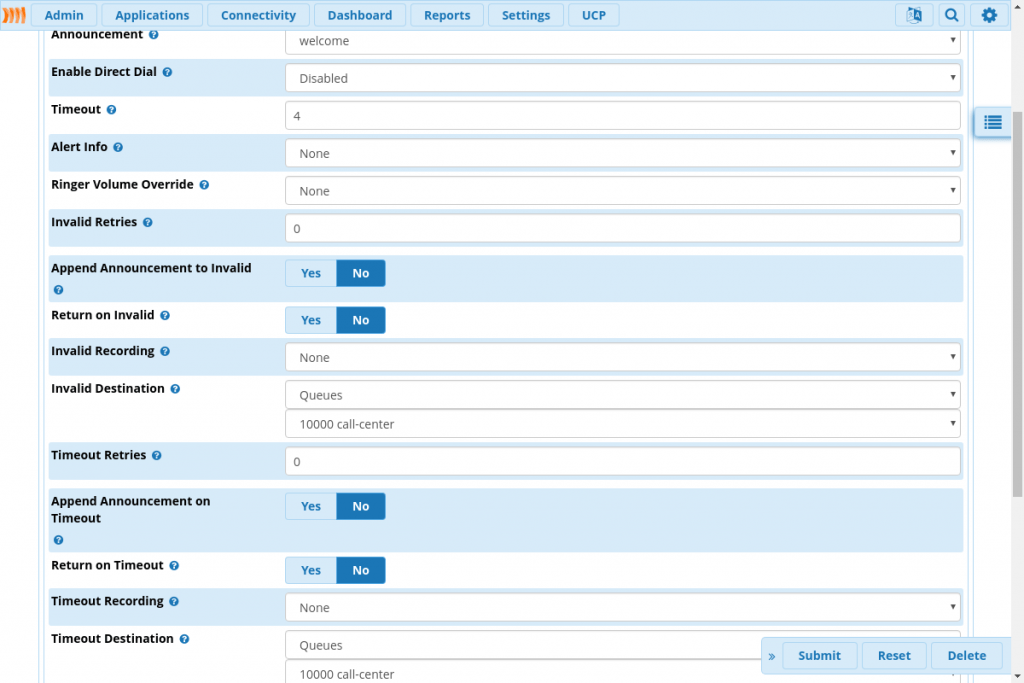 Admin Applications Connectivity Dashboard Reports Settings UCP
Announcement welcome
Enable Direct Dial Disabled
Timeout 4
Alert Info None
Ringer Volume Override None
Invalid Retries 0
Append Announcement to Invalid Yes No
Return on Invalid Yes No
Invalid Recording None
Invalid Destination Queues
10000 call-center
Timeout Retries 0
Append Announcement on Yes No
Timeout
Return on Timeout Yes No
Timeout Recording None
Timeout Destination Queues
» Submit Reset Delete
10000 call-center